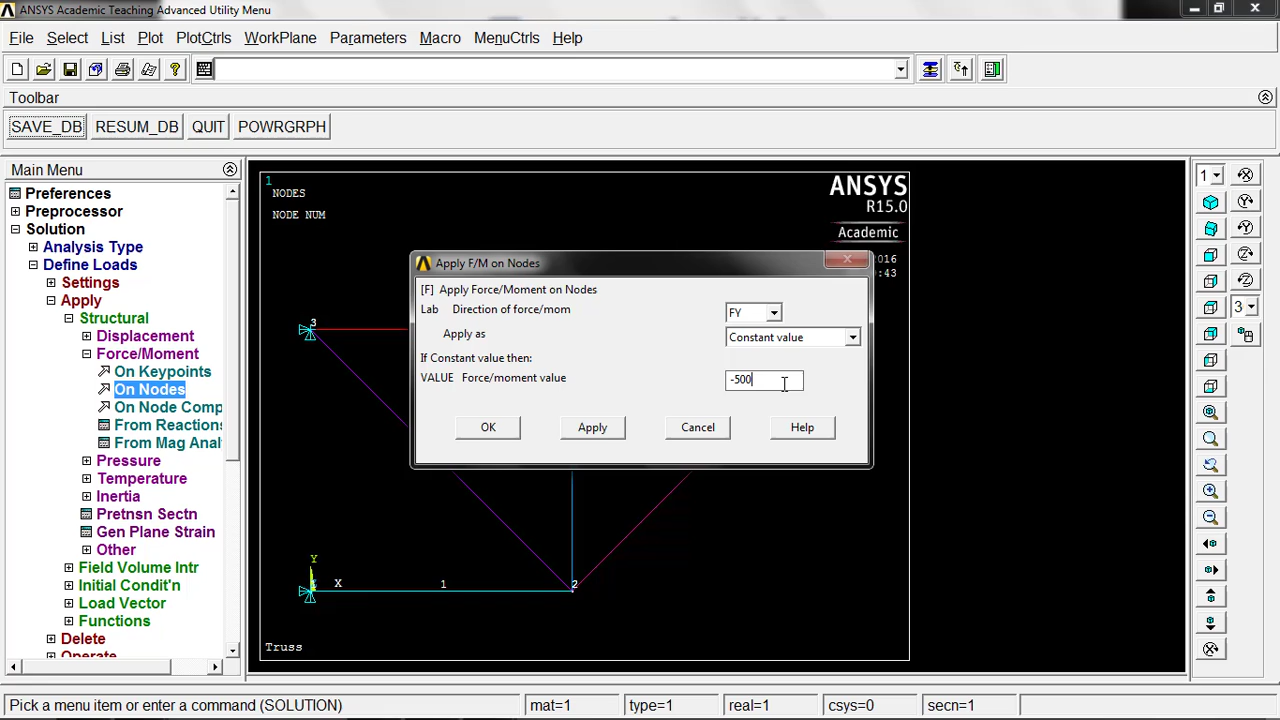 ANSYS Academic Teaching Advanced Utility Menu
File Select List Plot PlotCtrls WorkPlane Parameters Macro MenuCtrls Help
Toolbar
SAVE_DB RESUM_DB QUIT POWRGRPH
Main Menu
Preferences
Preprocessor
Solution
Analysis Type
Define Loads
Settings
Apply
Structural
Displacement
Force/Moment
On Keypoints
On Nodes
On Node Comp
From Reactions
From Mag Anal
Pressure
Temperature
Inertia
Pretnsn Sectn
Gen Plane Strain
Other
Field Volume Intr
Initial Condit'n
Load Vector
Functions
Delete
Operate
1
NODES
NODE NUM
ANSYS
R15.0
Academic
2016
:43
Apply F/M on Nodes
[F] Apply Force/Moment on Nodes
Lab Direction of force/mom FY
Apply as Constant value
If Constant value then:
VALUE Force/moment value -500
OK Apply Cancel Help
3
Y
X 1 2
Truss
1
3
Pick a menu item or enter a command (SOLUTION) mat=1 type=1 real=1 csys=0 secn=1